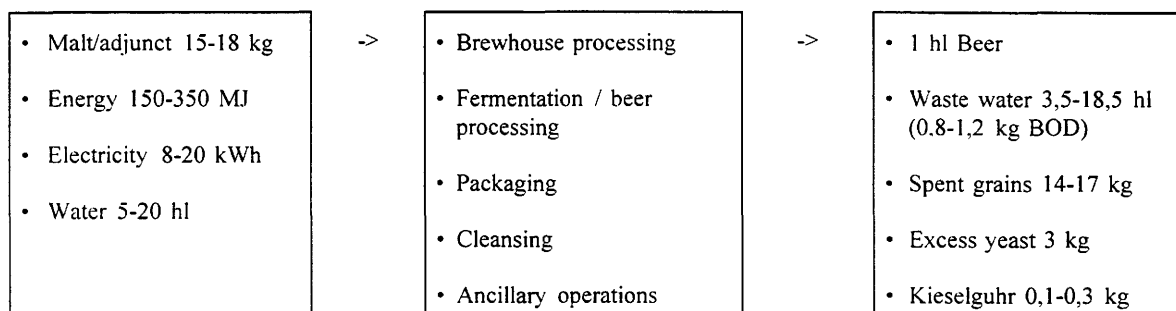 • Malt/adjunct 15-18 kg
• Energy 150-350 MJ
• Electricity 8-20 kWh
• Water 5-20 hl
->
• Brewhouse processing
• Fermentation / beer
processing
• Packaging
• Cleansing
• Ancillary operations
->
• 1 hl Beer
• Waste water 3,5-18,5 hl
(0.8-1,2 kg BOD)
• Spent grains 14-17 kg
• Excess yeast 3 kg
• Kieselguhr 0,1-0,3 kg